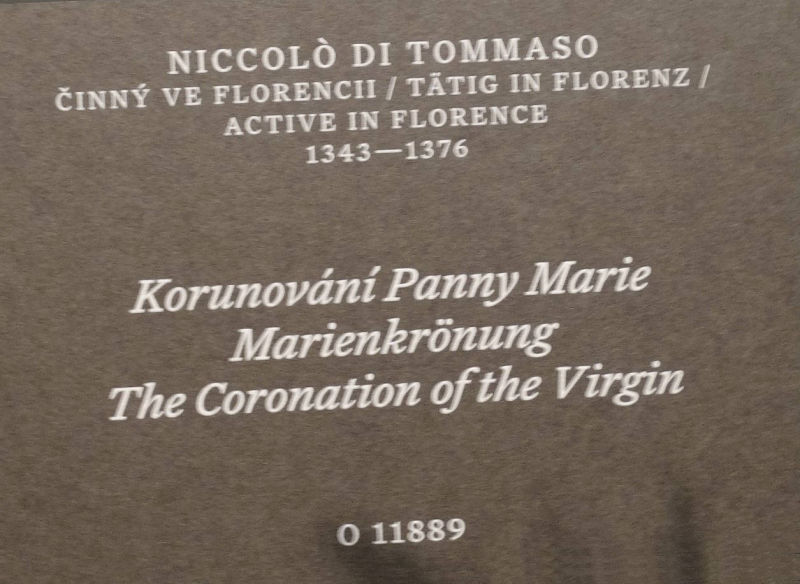 NICCOLÒ DI TOMMASO
ČINNÝ VE FLORENCII / TÄTIG IN FLORENZ /
ACTIVE IN FLORENCE
1343—1376
Korunování Panny Marie
Marienkrönung
The Coronation of the Virgin
O 11889